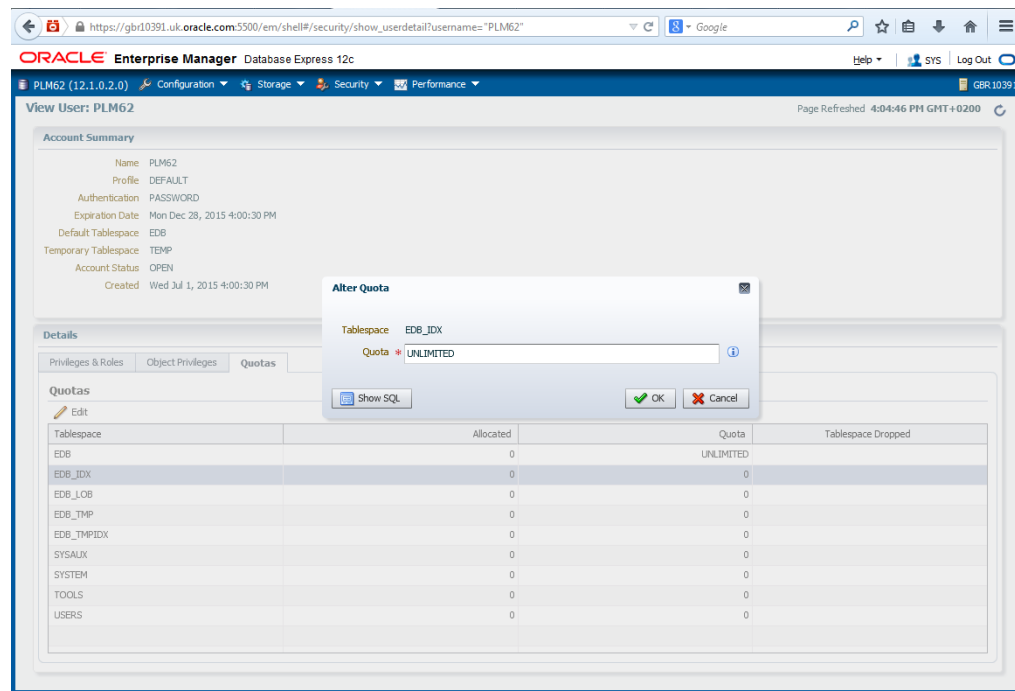 https://gbr10391.uk.oracle.com:5500/em/shell#/security/show_userdetail?username="PLM62"
Google
ORACLE Enterprise Manager Database Express 12c
Help
SYS
Log Out
PLM62 (12.1.0.2.0)
Configuration
Storage
Security
Performance
GBR10391
View User: PLM62
Page Refreshed 4:04:46 PM GMT+0200
Account Summary
Name PLM62
Profile DEFAULT
Authentication PASSWORD
Expiration Date Mon Dec 28, 2015 4:00:30 PM
Default Tablespace EDB
Temporary Tablespace TEMP
Account Status OPEN
Created Wed Jul 1, 2015 4:00:30 PM
Alter Quota
Tablespace EDB_IDX
Quota * UNLIMITED
Show SQL
OK
Cancel
Details
Privileges & Roles
Object Privileges
Quotas
Quotas
Edit
Tablespace Allocated Quota Tablespace Dropped
EDB 0 UNLIMITED
EDB_IDX 0 0
EDB_LOB 0 0
EDB_TMP 0 0
EDB_TMPIDX 0 0
SYSAUX 0 0
SYSTEM 0 0
TOOLS 0 0
USERS 0 0